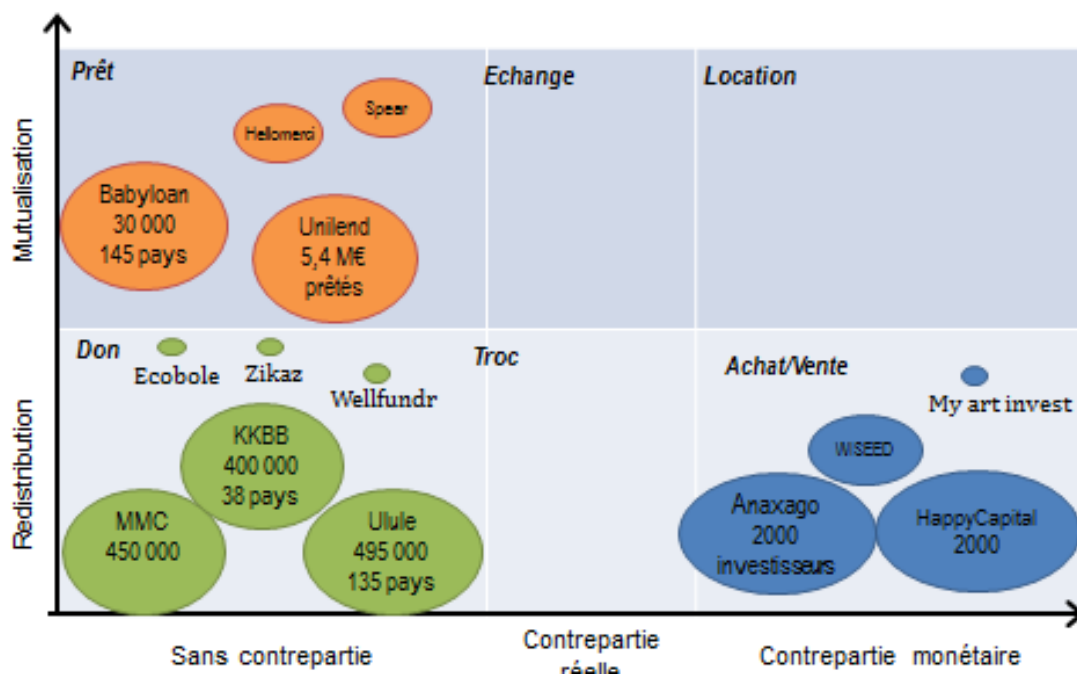 Prêt
Echange
Location
Spear
Hellomerci
Babyloan
30 000
145 pays
Unilend
5,4 M€
prêtés
Mutualisation
Don
Troc
Achat/Vente
Ecobole
Zikaz
Wellfundr
My art invest
KKBB
400 000
38 pays
WISEED
MMC
450 000
Ulule
495 000
135 pays
Anaxago
2000
investisseurs
HappyCapital
2000
Redistribution
Sans contrepartie
Contrepartie
réelle
Contrepartie monétaire